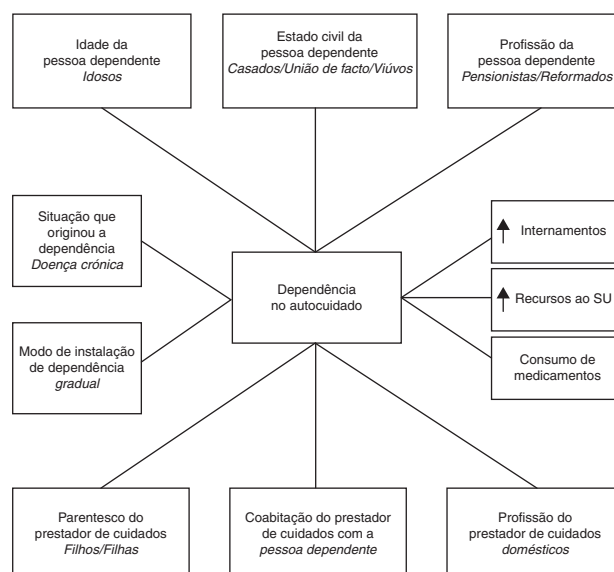 Idade da
pessoa dependente
Idosos
Estado civil da
pessoa dependente
Casados/União de facto/Viúvos
Profissão da
pessoa dependente
Pensionistas/Reformados
Situação que
originou a
dependência
Doença crónica
Modo de instalação
de dependência
gradual
Dependência
no autocuidado
Internamentos
Recursos ao SU
Consumo de
medicamentos
Parentesco do
prestador de cuidados
Filhos/Filhas
Coabitação do prestador
de cuidados com a
pessoa dependente
Profissão do
prestador de cuidados
domésticos